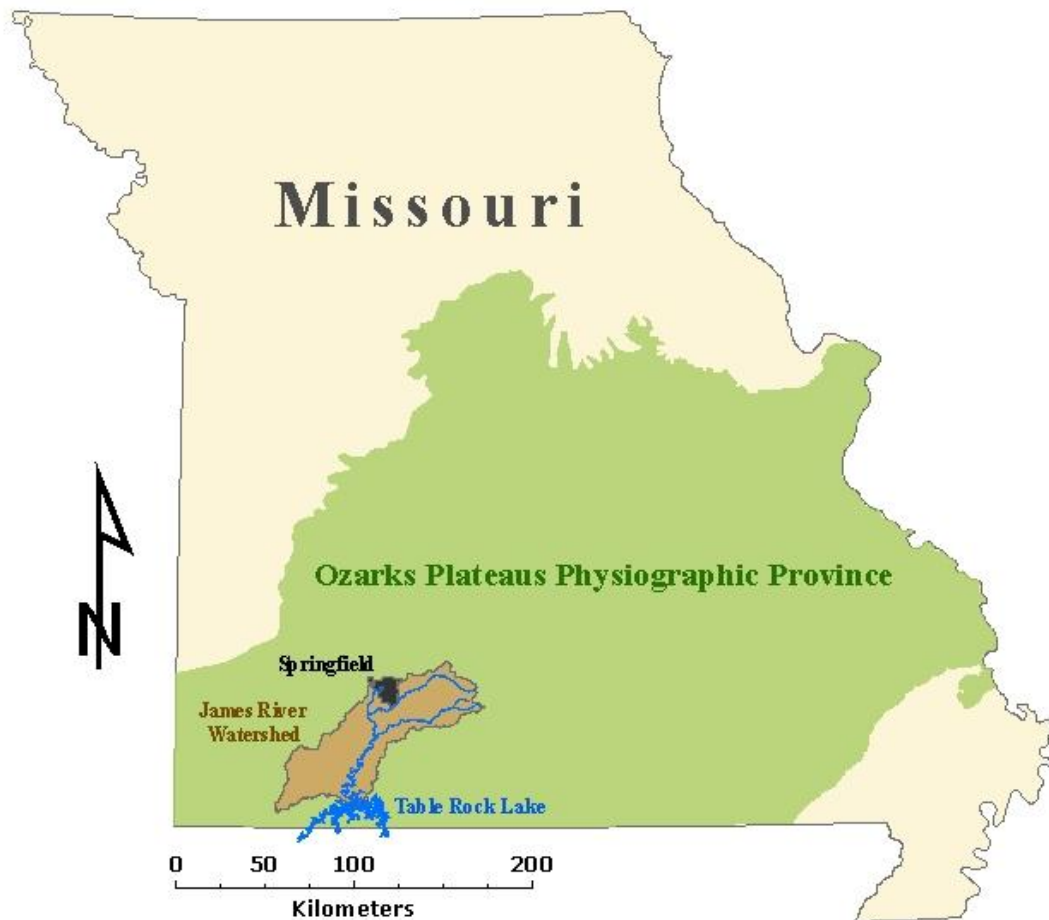 Missouri
Ozarks Plateaus Physiographic Province
N
Springfield
James River
Watershed
Table Rock Lake
0 50 100 200
Kilometers